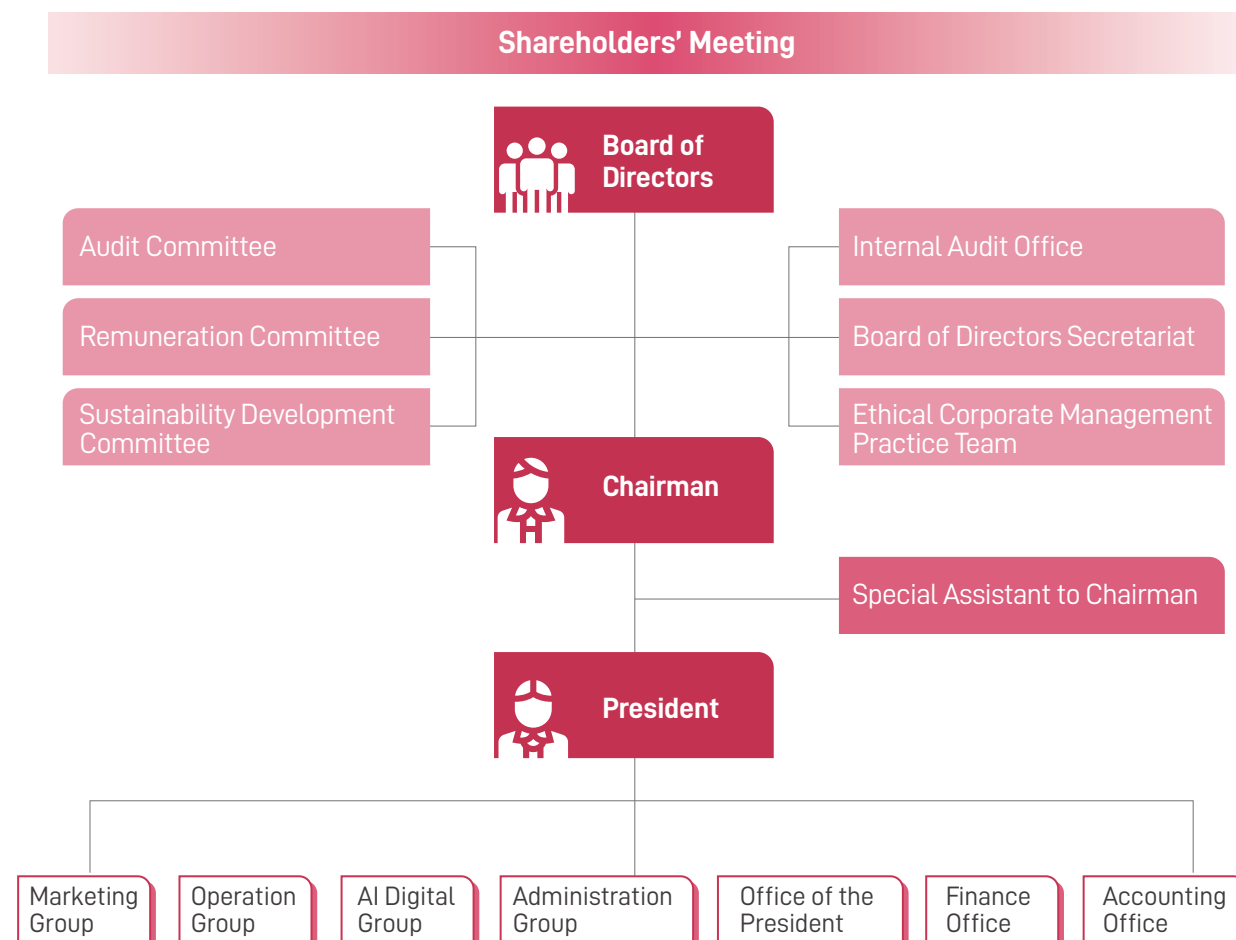 Shareholders’ Meeting
Board of
Directors
Audit Committee
Internal Audit Office
Remuneration Committee
Board of Directors Secretariat
Sustainability Development
Committee
Ethical Corporate Management
Practice Team
Chairman
Special Assistant to Chairman
President
Marketing
Group
Operation
Group
AI Digital
Group
Administration
Group
Office of the
President
Finance
Office
Accounting
Office